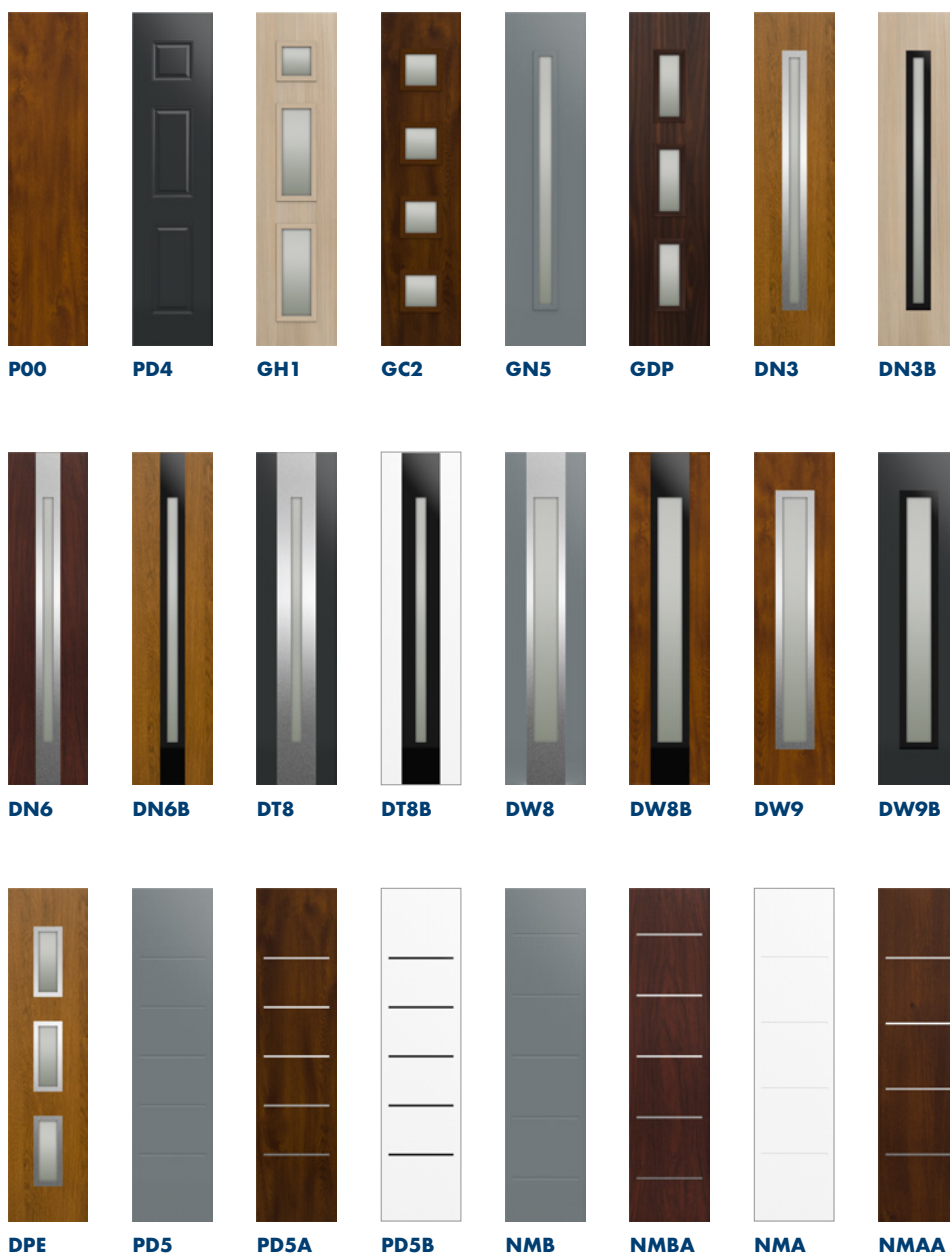 P00 PD4 GH1 GC2 GN5 GDP DN3 DN3B
DN6 DN6B DT8 DT8B DW8 DW8B DW9 DW9B
DPE PD5 PD5A PD5B NMB NMBA NMA NMAA